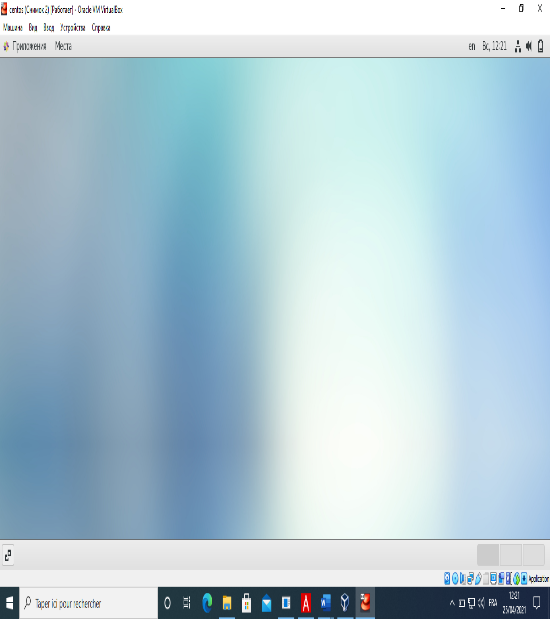 centos (Снимок 2) [Работает] - Oracle VM VirtualBox
Машина Вид Ввод Устройства Справка
Приложения Места
en Вс, 12:21
Application
Taper ici pour rechercher
FRA
12:21
25/04/2021